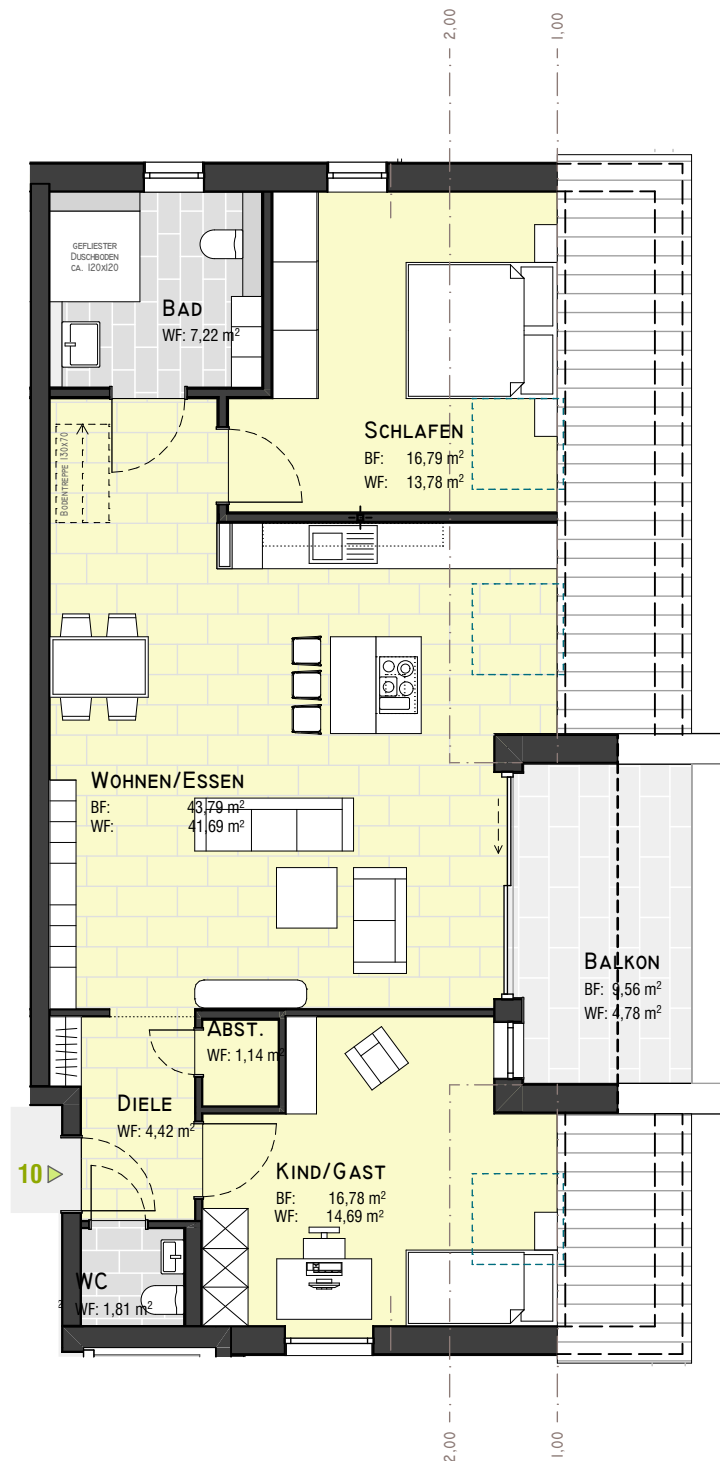 2,00
1,00
GEFLIESTER
DUSCHBODEN
CA. 120X120
BAD
WF: 7,22 m²
BODENTREPPE 130X70
SCHLAFEN
BF: 16,79 m²
WF: 13,78 m²
WOHNEN/ESSEN
BF: 43,79 m²
WF: 41,69 m²
BALKON
BF: 9,56 m²
WF: 4,78 m²
ABST.
WF: 1,14 m²
DIELE
WF: 4,42 m²
10
KIND/GAST
BF: 16,78 m²
WF: 14,69 m²
WC
²
WF: 1,81 m²
2,00
1,00